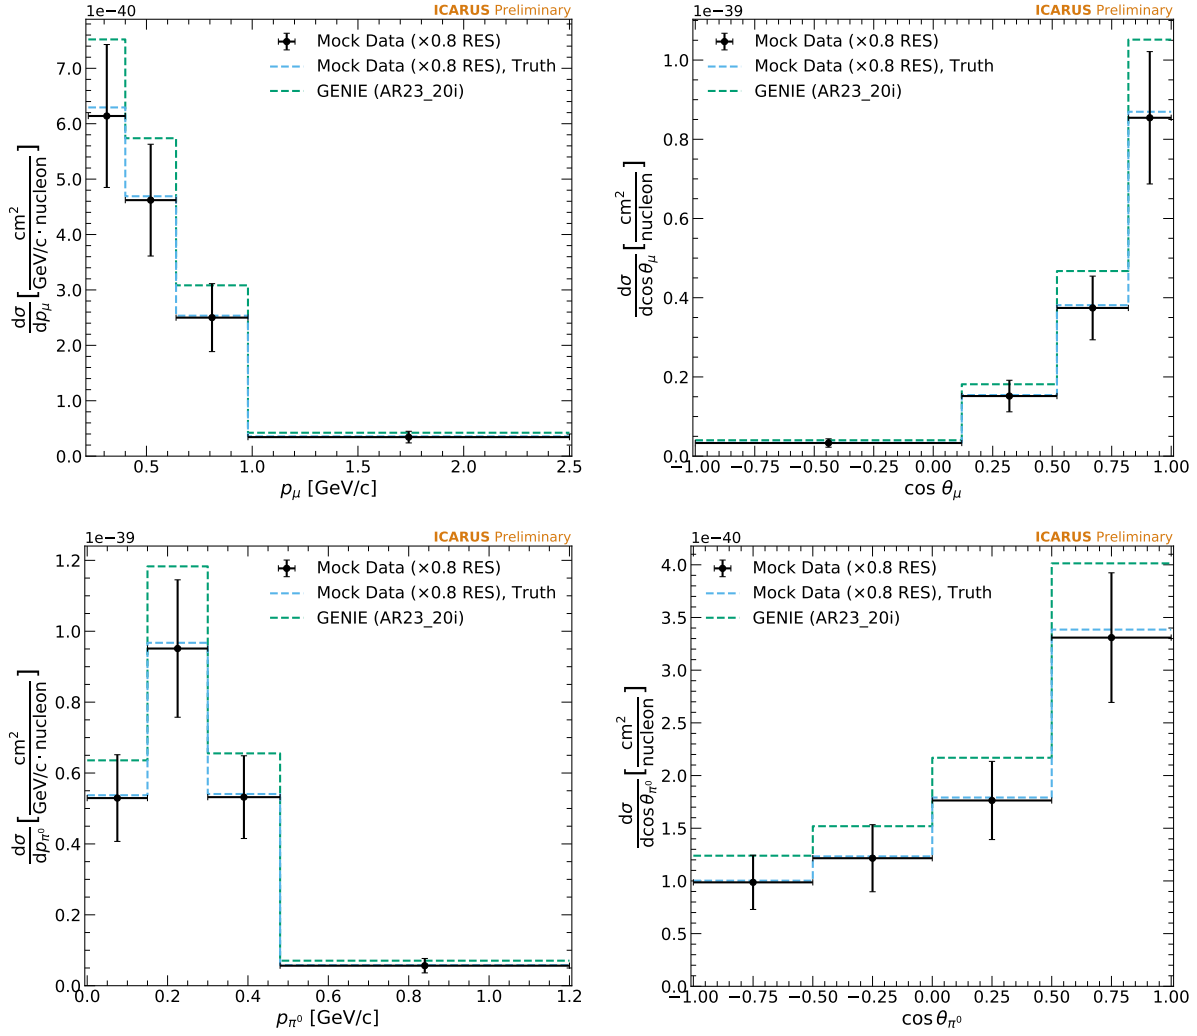 1e−40
ICARUS Preliminary
Mock Data (×0.8 RES)
Mock Data (×0.8 RES), Truth
GENIE (AR23_20i)
7.0
6.0
5.0
4.0
3.0
2.0
1.0
0.0
dσ/dpμ [cm²/GeV/c · nucleon]
0.5
1.0
1.5
2.0
2.5
pμ [GeV/c]
1e−39
ICARUS Preliminary
Mock Data (×0.8 RES)
Mock Data (×0.8 RES), Truth
GENIE (AR23_20i)
1.0
0.8
0.6
0.4
0.2
0.0
dσ/dcos θμ [cm²/nucleon]
−1.00
−0.75
−0.50
−0.25
0.00
0.25
0.50
0.75
1.00
cos θμ
1e−39
ICARUS Preliminary
Mock Data (×0.8 RES)
Mock Data (×0.8 RES), Truth
GENIE (AR23_20i)
1.2
1.0
0.8
0.6
0.4
0.2
0.0
dσ/dpπ⁰ [cm²/GeV/c · nucleon]
0.0
0.2
0.4
0.6
0.8
1.0
1.2
pπ⁰ [GeV/c]
1e−40
ICARUS Preliminary
Mock Data (×0.8 RES)
Mock Data (×0.8 RES), Truth
GENIE (AR23_20i)
4.0
3.5
3.0
2.5
2.0
1.5
1.0
0.5
0.0
dσ/dcos θπ⁰ [cm²/nucleon]
−1.00
−0.75
−0.50
−0.25
0.00
0.25
0.50
0.75
1.00
cos θπ⁰